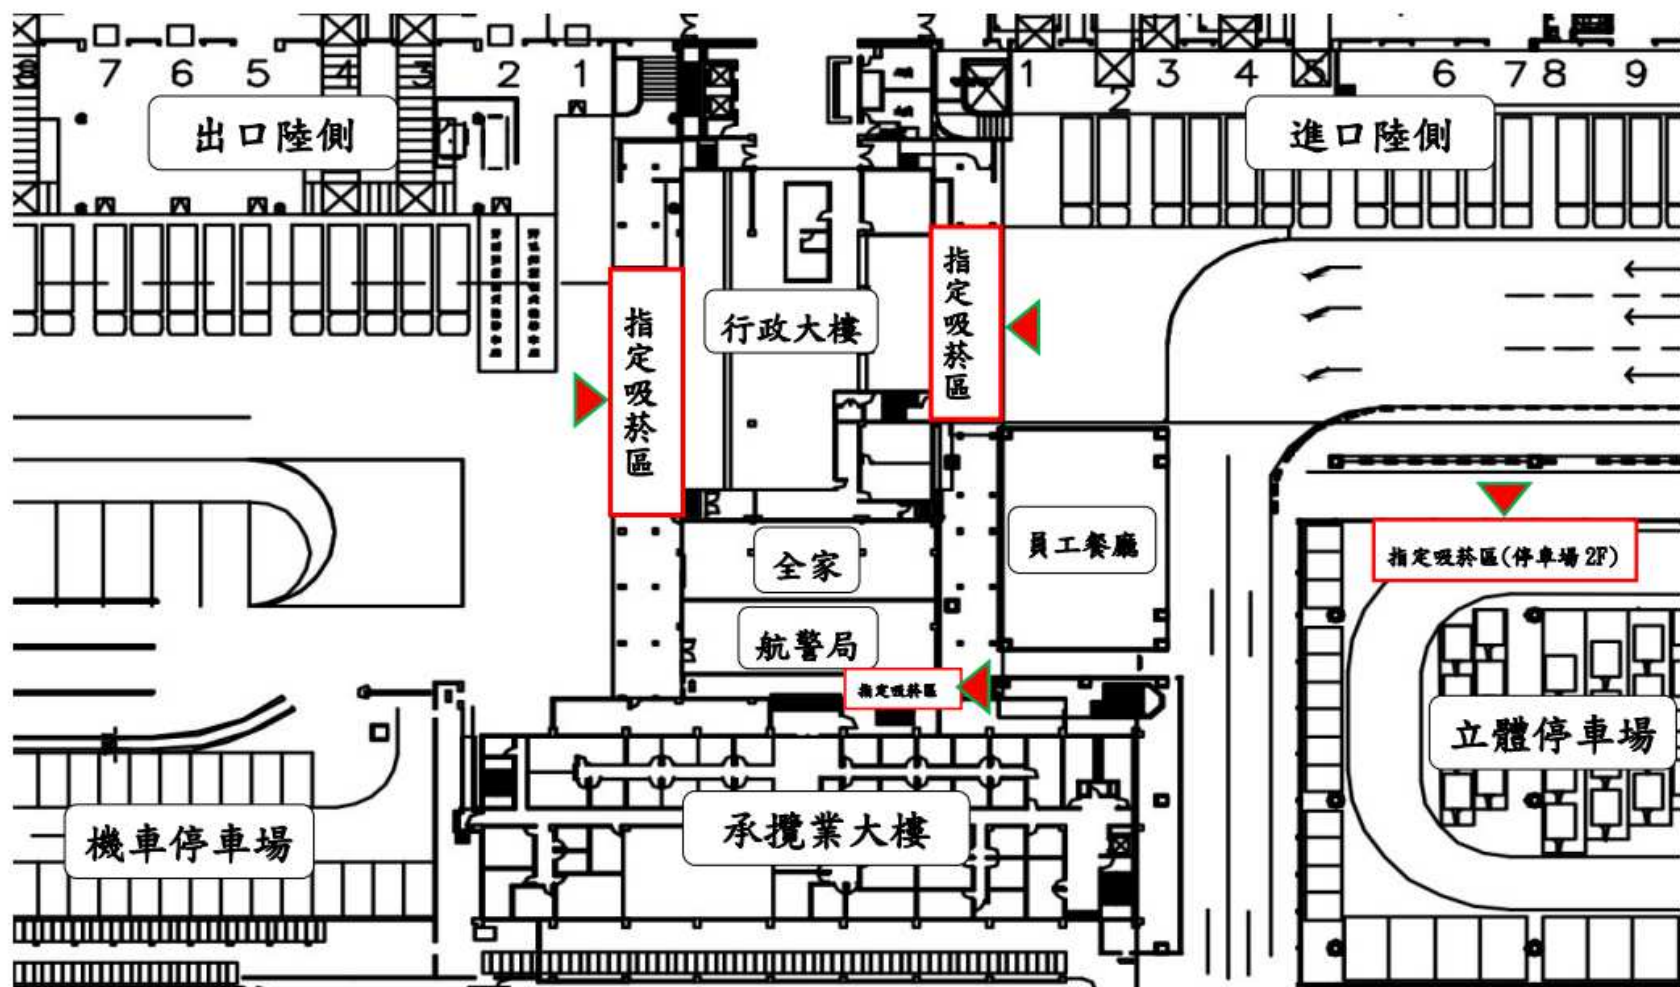 8 7 6 5 4 3 2 1
1 2 3 4 5 6 7 8 9
出口陸側
進口陸側
指定吸菸區
行政大樓
指定吸菸區
全家
員工餐廳
指定吸菸區(停車場2F)
航警局
指定吸菸區
立體停車場
機車停車場
承攬業大樓